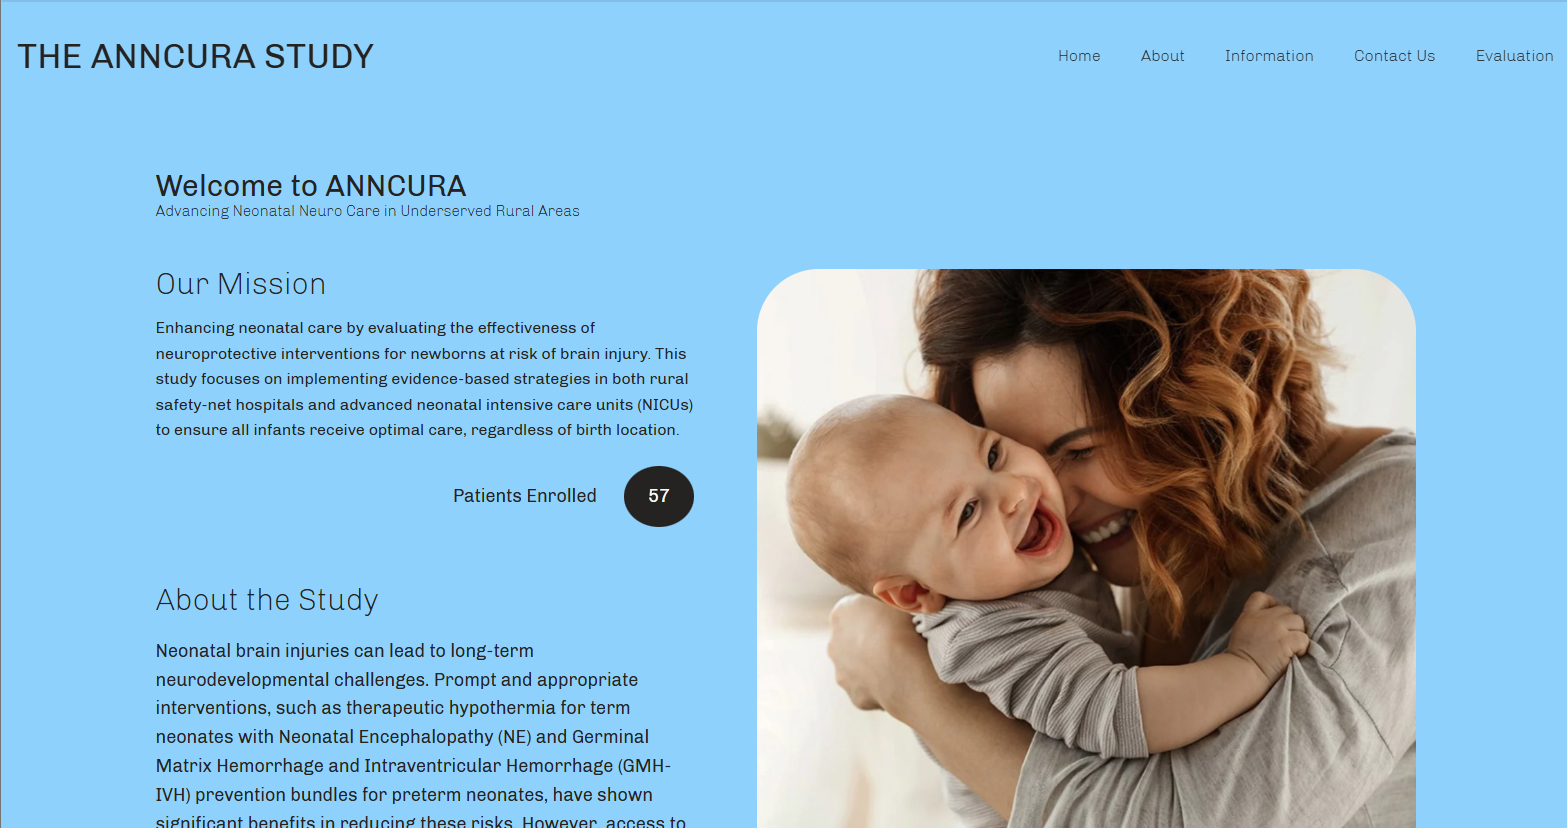 THE ANNCURA STUDY
Home About Information Contact Us Evaluation
Welcome to ANNCURA
Advancing Neonatal Neuro Care in Underserved Rural Areas
Our Mission
Enhancing neonatal care by evaluating the effectiveness of
neuroprotective interventions for newborns at risk of brain injury. This
study focuses on implementing evidence-based strategies in both rural
safety-net hospitals and advanced neonatal intensive care units (NICUs)
to ensure all infants receive optimal care, regardless of birth location.
Patients Enrolled 57
About the Study
Neonatal brain injuries can lead to long-term
neurodevelopmental challenges. Prompt and appropriate
interventions, such as therapeutic hypothermia for term
neonates with Neonatal Encephalopathy (NE) and Germinal
Matrix Hemorrhage and Intraventricular Hemorrhage (GMH-
IVH) prevention bundles for preterm neonates, have shown
significant benefits in reducing these risks. However, access to